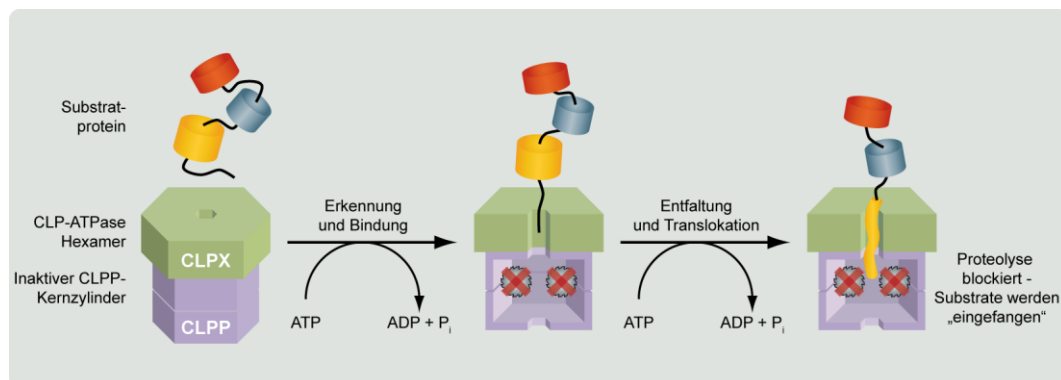 Substrat-
protein
CLP-ATPase
Hexamer
Inaktiver CLPP-
Kernzylinder
CLPX
CLPP
Erkennung
und Bindung
ATP
ADP + Pi
Entfaltung
und Translokation
ATP
ADP + Pi
Proteolyse
blockiert -
Substrate werden
„eingefangen“